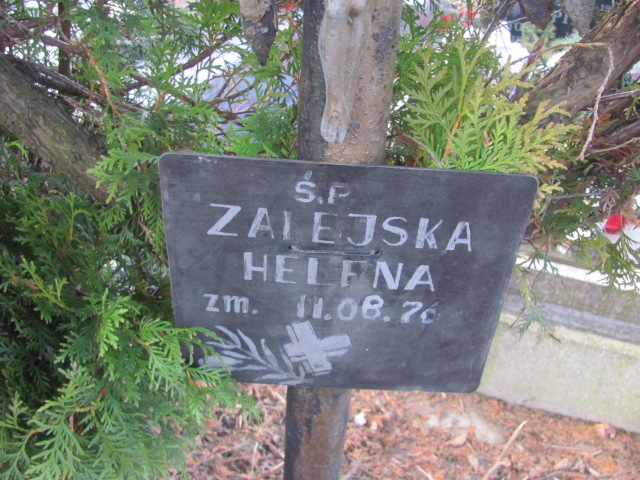 Ś.P.
ZALEJSKA
HELENA
zm. 11.08.76